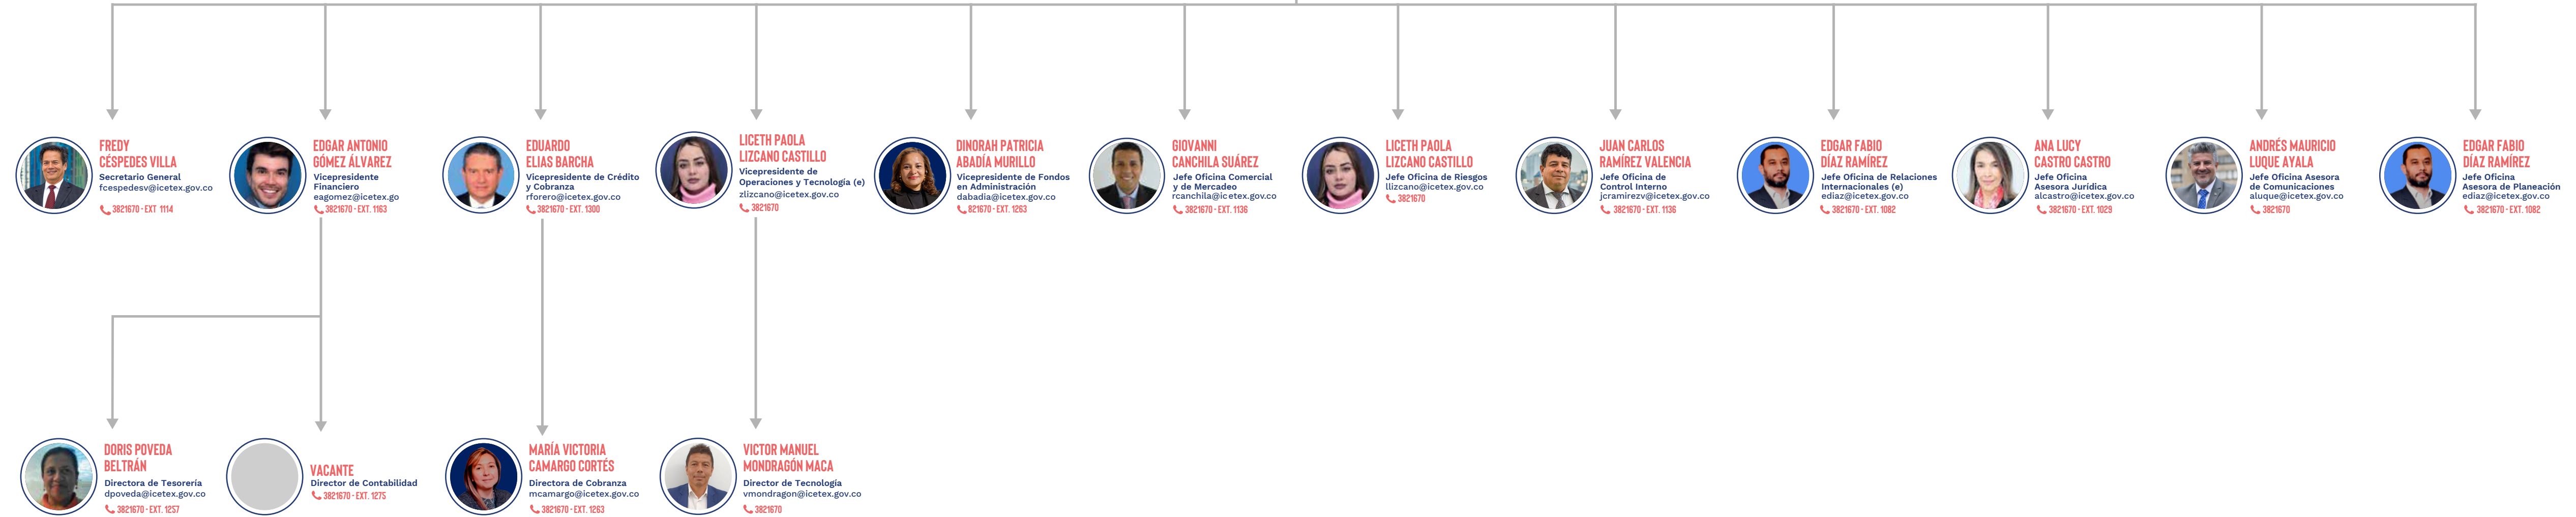 FREDY
CÉSPEDES VILLA
Secretario General
fcespedesv@icetex.gov.co
3821670 - EXT 1114
EDGAR ANTONIO
GÓMEZ ÁLVAREZ
Vicepresidente
Financiero
eagomez@icetex.go
3821670 - EXT. 1163
EDUARDO
ELIAS BARCHA
Vicepresidente de Crédito
y Cobranza
rforero@icetex.gov.co
3821670 - EXT. 1300
LICETH PAOLA
LIZCANO CASTILLO
Vicepresidente de
Operaciones y Tecnología (e)
zlizcano@icetex.gov.co
3821670
DINORAH PATRICIA
ABADÍA MURILLO
Vicepresidente de Fondos
en Administración
dabadia@icetex.gov.co
821670 - EXT. 1263
GIOVANNI
CANCHILA SUÁREZ
Jefe Oficina Comercial
y de Mercadeo
rcanchila@icetex.gov.co
3821670 - EXT. 1136
LICETH PAOLA
LIZCANO CASTILLO
Jefe Oficina de Riesgos
llizcano@icetex.gov.co
3821670
JUAN CARLOS
RAMÍREZ VALENCIA
Jefe Oficina de
Control Interno
jcramirezv@icetex.gov.co
3821670 - EXT. 1136
EDGAR FABIO
DÍAZ RAMÍREZ
Jefe Oficina de Relaciones
Internacionales (e)
ediaz@icetex.gov.co
3821670 - EXT. 1082
ANA LUCY
CASTRO CASTRO
Jefe Oficina
Asesora Jurídica
alcastro@icetex.gov.co
3821670 - EXT. 1029
ANDRÉS MAURICIO
LUQUE AYALA
Jefe Oficina Asesora
de Comunicaciones
aluque@icetex.gov.co
3821670
EDGAR FABIO
DÍAZ RAMÍREZ
Jefe Oficina
Asesora de Planeación
ediaz@icetex.gov.co
3821670 - EXT. 1082
DORIS POVEDA
BELTRÁN
Directora de Tesorería
dpoveda@icetex.gov.co
3821670 - EXT. 1257
VACANTE
Director de Contabilidad
3821670 - EXT. 1275
MARÍA VICTORIA
CAMARGO CORTÉS
Directora de Cobranza
mcamargo@icetex.gov.co
3821670 - EXT. 1263
VICTOR MANUEL
MONDRAGÓN MACA
Director de Tecnología
vmondragon@icetex.gov.co
3821670